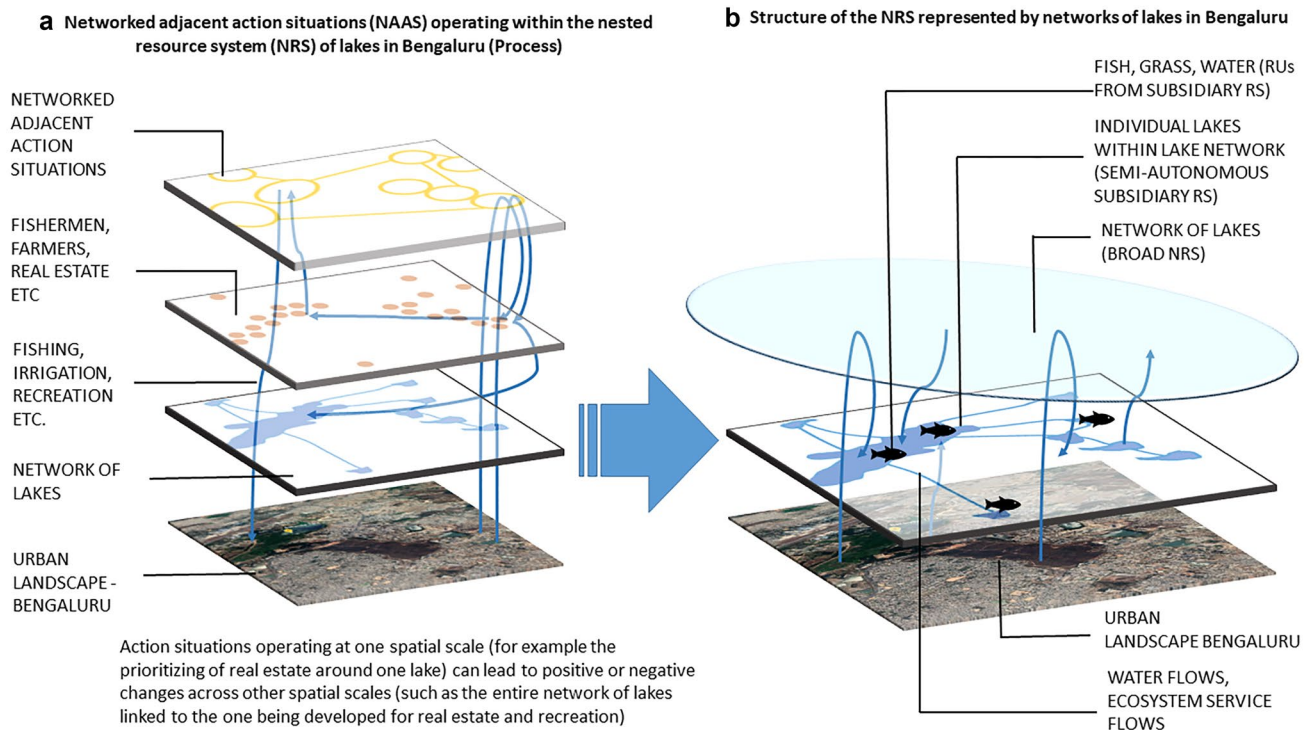 a Networked adjacent action situations (NAAS) operating within the nested
resource system (NRS) of lakes in Bengaluru (Process)
NETWORKED
ADJACENT
ACTION
SITUATIONS
FISHERMEN,
FARMERS,
REAL ESTATE
ETC
FISHING,
IRRIGATION,
RECREATION
ETC.
NETWORK OF
LAKES
URBAN
LANDSCAPE -
BENGALURU
Action situations operating at one spatial scale (for example the
prioritizing of real estate around one lake) can lead to positive or negative
changes across other spatial scales (such as the entire network of lakes
linked to the one being developed for real estate and recreation)
b Structure of the NRS represented by networks of lakes in Bengaluru
FISH, GRASS, WATER (RUs
FROM SUBSIDIARY RS)
INDIVIDUAL LAKES
WITHIN LAKE NETWORK
(SEMI-AUTONOMOUS
SUBSIDIARY RS)
NETWORK OF LAKES
(BROAD NRS)
URBAN
LANDSCAPE BENGALURU
WATER FLOWS,
ECOSYSTEM SERVICE
FLOWS